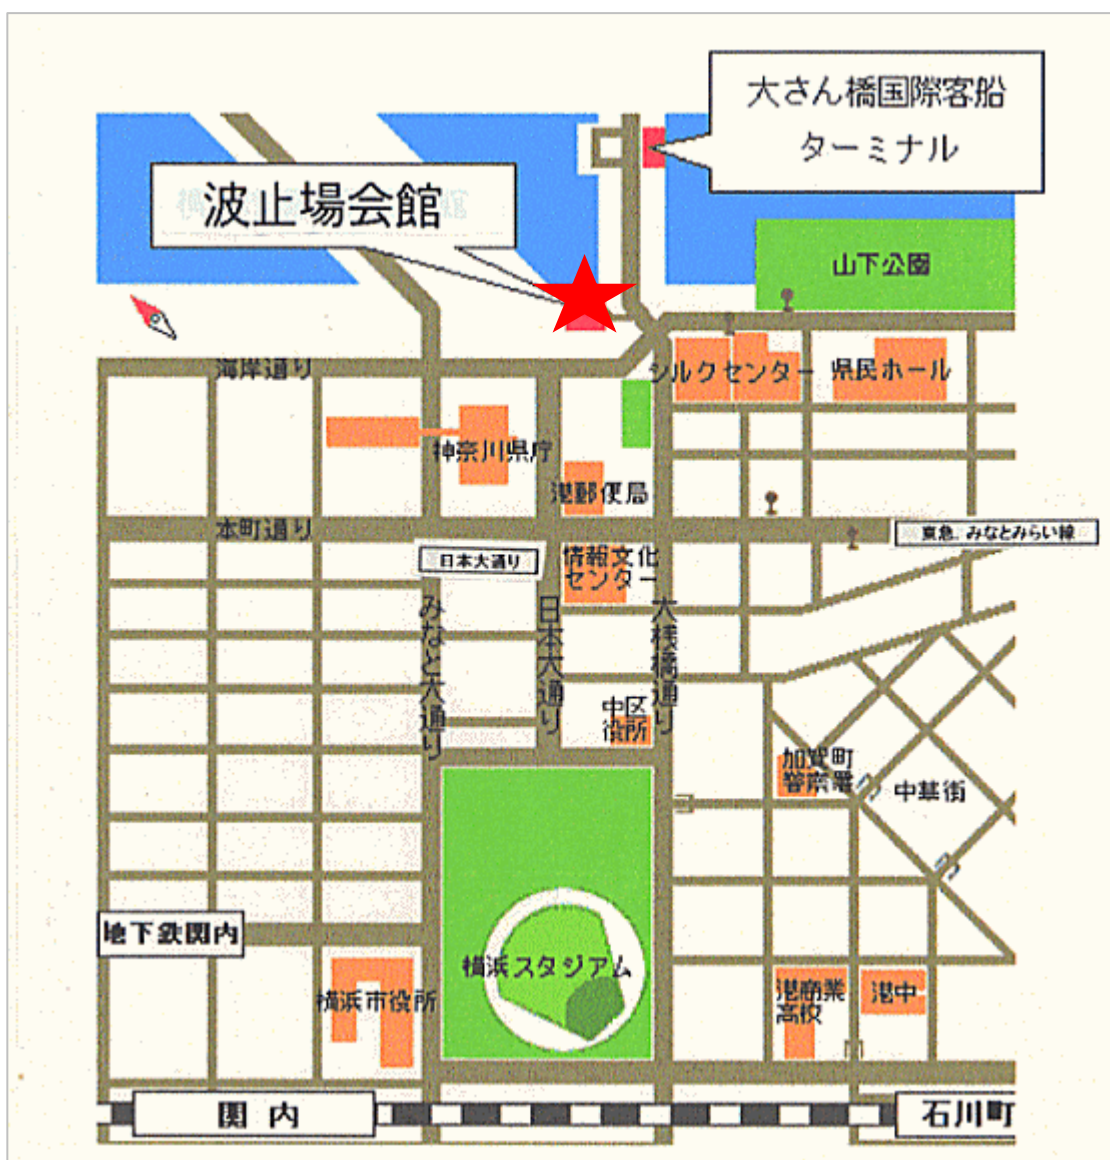 大さん橋国際客船
ターミナル
波止場会館
山下公園
海岸通り
シルクセンター
県民ホール
神奈川県庁
港郵便局
本町通り
東急 みなとみらい線
日本大通り
情報文化
センター
みなと大通り
日本大通り
大桟橋通り
中区
役所
加賀町
警察署
中華街
地下鉄関内
横浜スタジアム
横浜市役所
港商業
高校
港中
関内
石川町